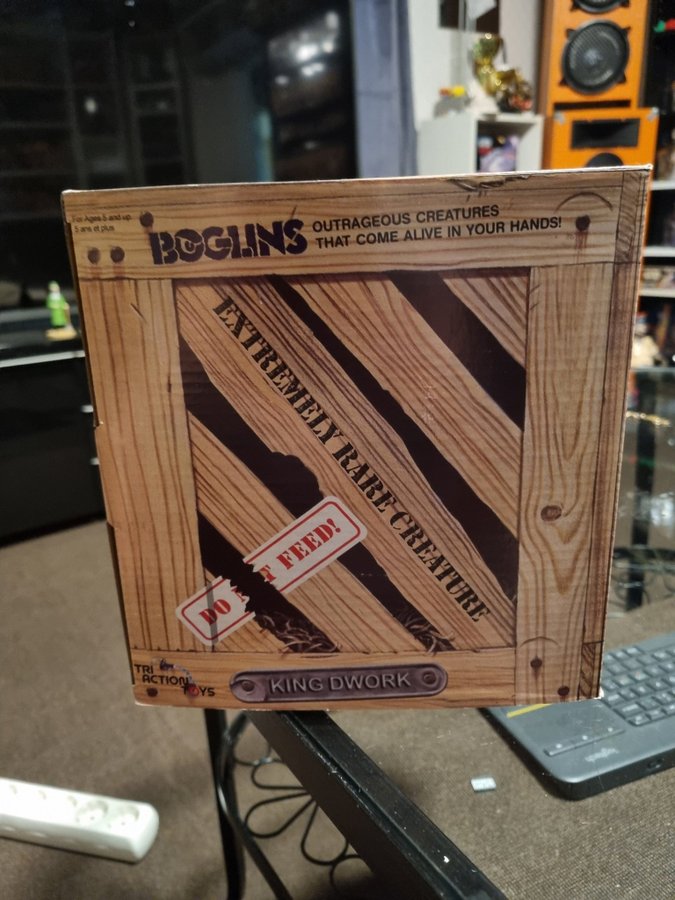 For Ages 5 and up.
5 ans et plus
BOGLINS
OUTRAGEOUS CREATURES
THAT COME ALIVE IN YOUR HANDS!
EXTREMELY RARE CREATURE
DO T FEED!
TRI
ACTION
TOYS
KING DWORK
logitech